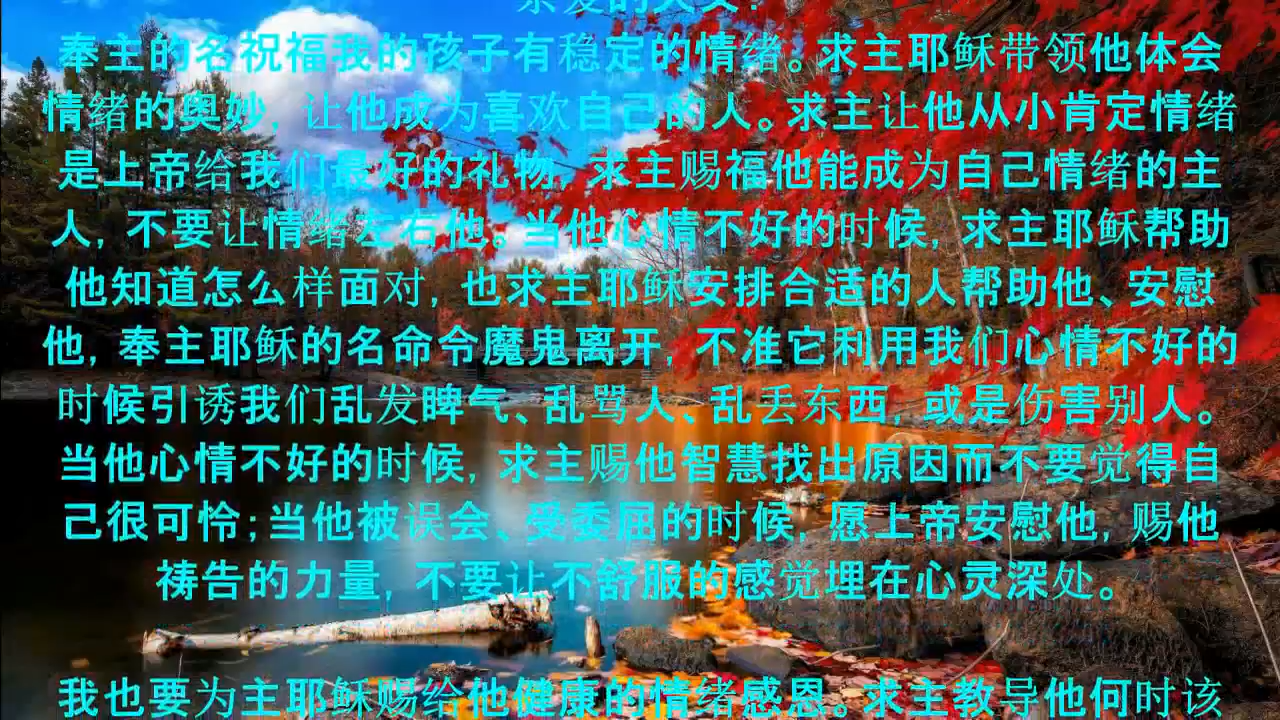 亲爱的天父：
奉主的名祝福我的孩子有稳定的情绪。求主耶稣带领他体会
情绪的奥妙，让他成为喜欢自己的人。求主让他从小肯定情绪
是上帝给我们最好的礼物，求主赐福他能成为自己情绪的主
人，不要让情绪左右他。当他心情不好的时候，求主耶稣帮助
他知道怎么样面对，也求主耶稣安排合适的人帮助他、安慰
他，奉主耶稣的名命令魔鬼离开，不准它利用我们心情不好的
时候引诱我们乱发脾气、乱骂人、乱丢东西，或是伤害别人。
当他心情不好的时候，求主赐他智慧找出原因而不要觉得自
己很可怜；当他被误会、受委屈的时候，愿上帝安慰他，赐他
祷告的力量，不要让不舒服的感觉埋在心灵深处。
我也要为主耶稣赐给他健康的情绪感恩。求主教导他何时该